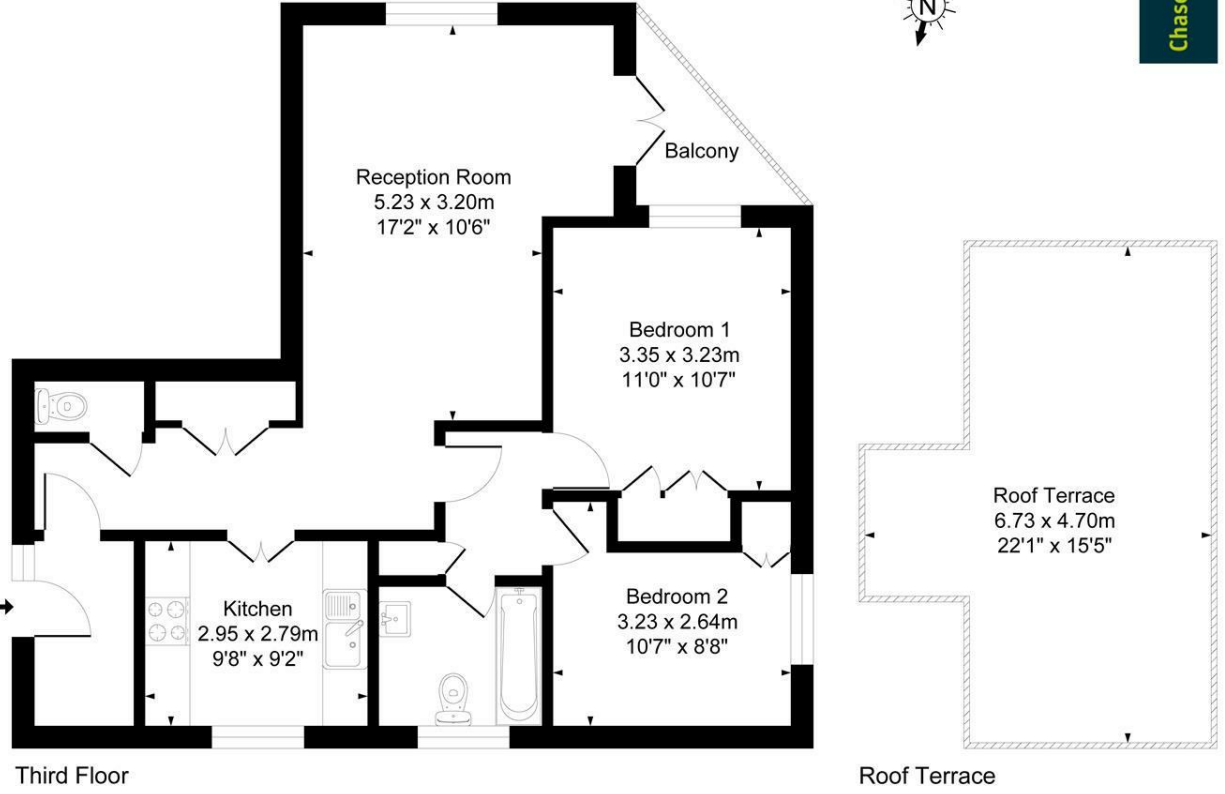 N
Chase
Balcony
Reception Room
5.23 x 3.20m
17'2" x 10'6"
Bedroom 1
3.35 x 3.23m
11'0" x 10'7"
Roof Terrace
6.73 x 4.70m
22'1" x 15'5"
Kitchen
2.95 x 2.79m
9'8" x 9'2"
Bedroom 2
3.23 x 2.64m
10'7" x 8'8"
Third Floor
Roof Terrace